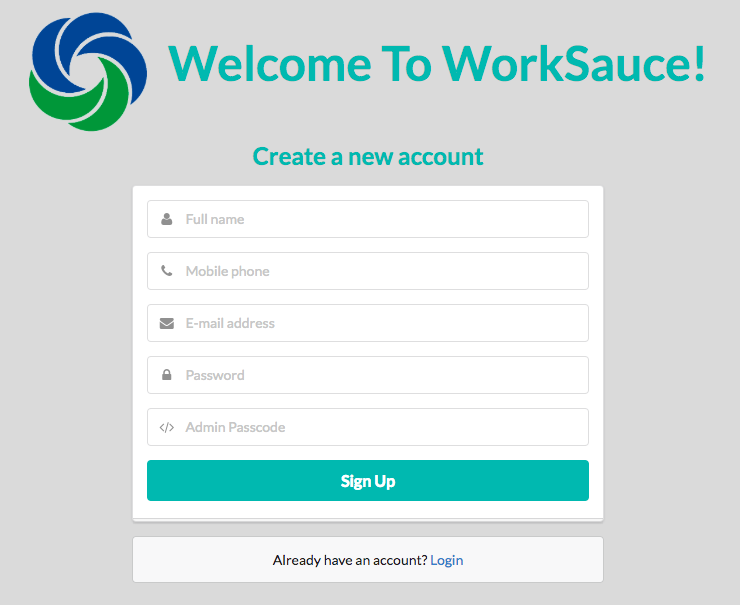 Welcome To WorkSauce!
Create a new account
Full name
Mobile phone
E-mail address
Password
Admin Passcode
Sign Up
Already have an account? Login